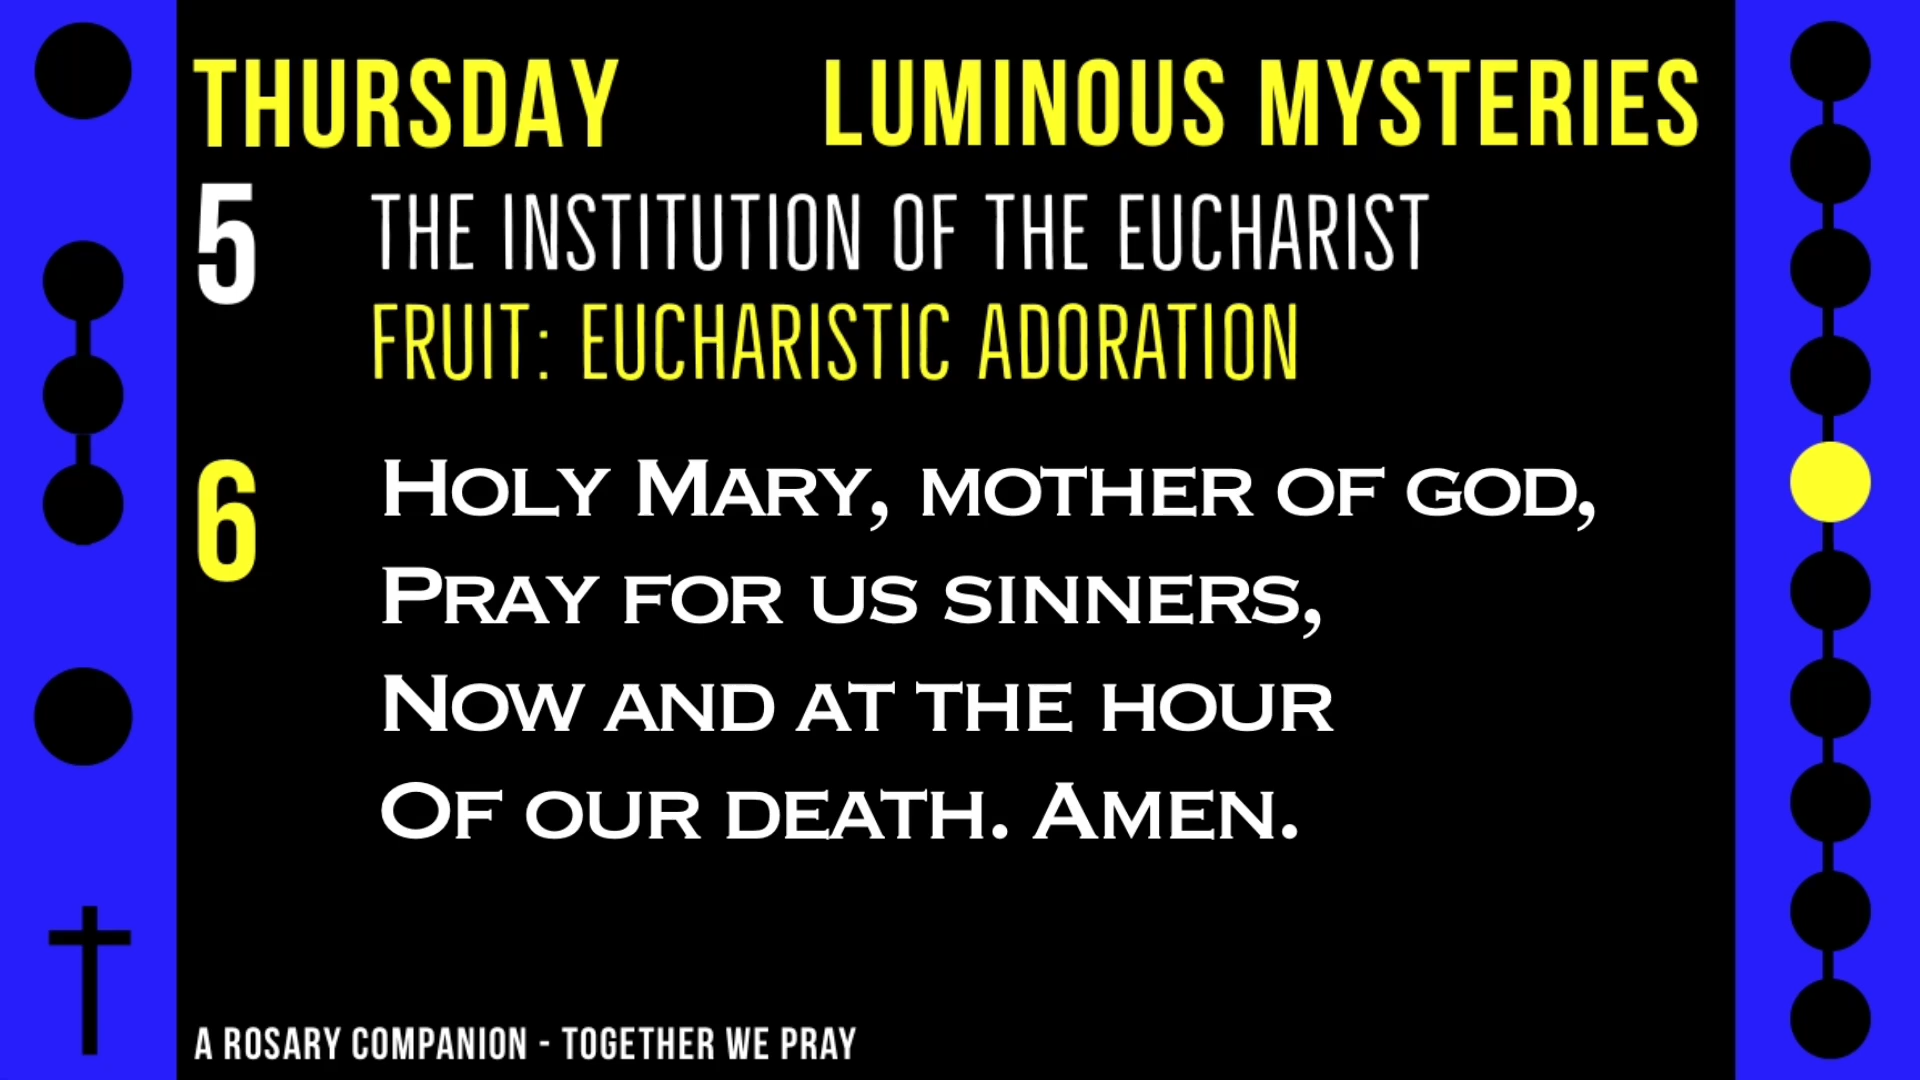 THURSDAY LUMINOUS MYSTERIES
5 THE INSTITUTION OF THE EUCHARIST
FRUIT: EUCHARISTIC ADORATION
6 HOLY MARY, MOTHER OF GOD,
PRAY FOR US SINNERS,
NOW AND AT THE HOUR
OF OUR DEATH. AMEN.
A ROSARY COMPANION - TOGETHER WE PRAY